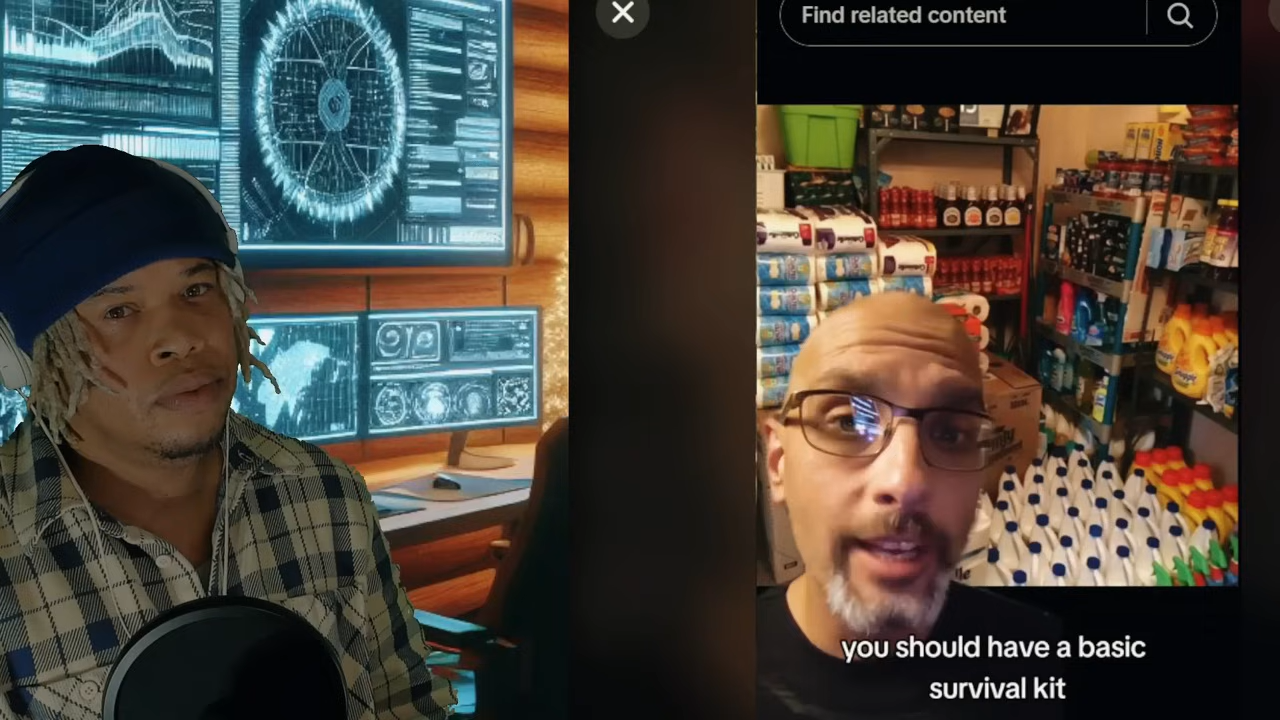 Find related content
you should have a basic
survival kit